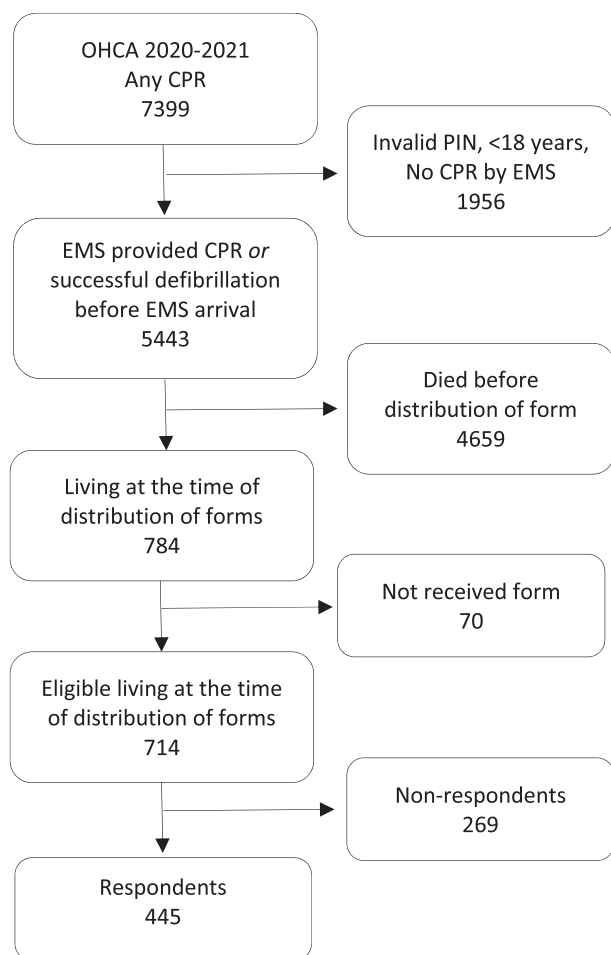 OHCA 2020-2021
Any CPR
7399
Invalid PIN, <18 years,
No CPR by EMS
1956
EMS provided CPR or
successful defibrillation
before EMS arrival
5443
Died before
distribution of form
4659
Living at the time of
distribution of forms
784
Not received form
70
Eligible living at the time
of distribution of forms
714
Non-respondents
269
Respondents
445